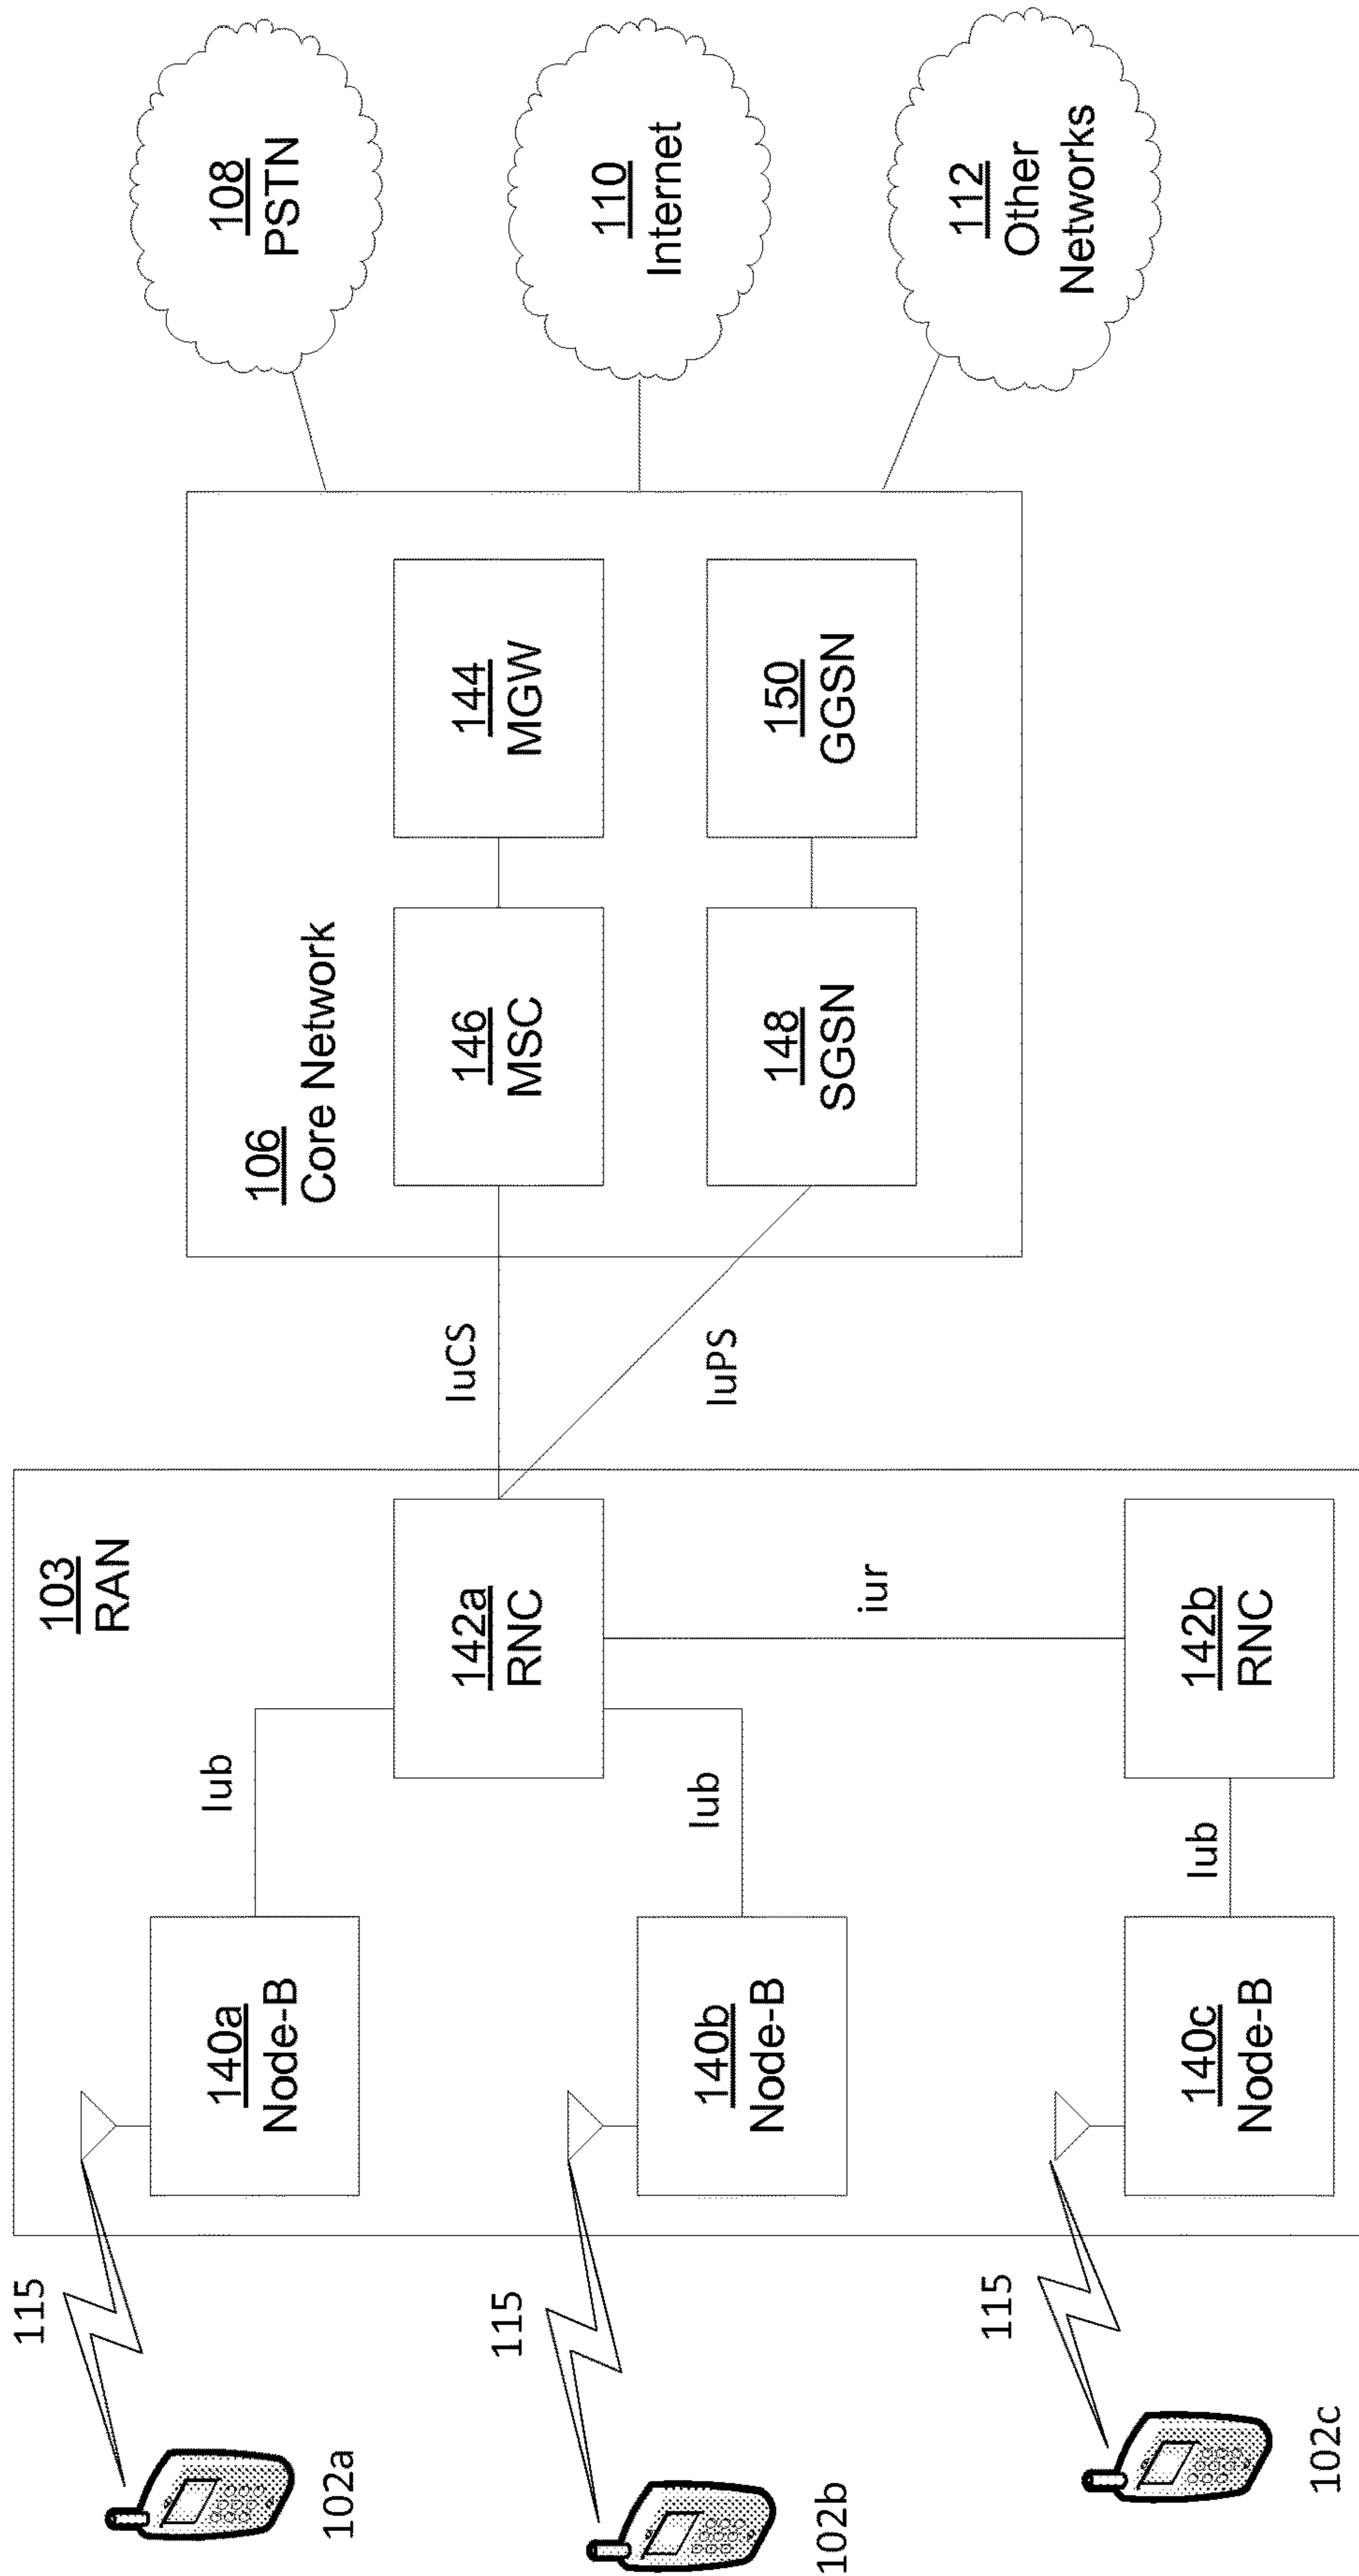 115
102a
115
102b
115
102c
103
RAN
140a
Node-B
140b
Node-B
140c
Node-B
Iub
Iub
Iub
142a
RNC
142b
RNC
iur
IuCS
IuPS
106
Core Network
146
MSC
144
MGW
148
SGSN
150
GGSN
108
PSTN
110
Internet
112
Other
Networks